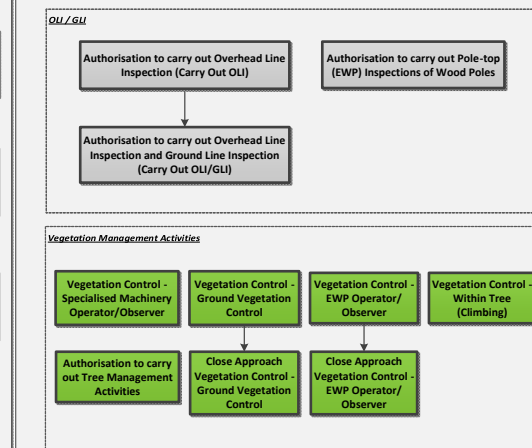 OLI / GLI
Authorisation to carry out Overhead Line
Inspection (Carry Out OLI)
Authorisation to carry out Pole-top
(EWP) Inspections of Wood Poles
Authorisation to carry out Overhead Line
Inspection and Ground Line Inspection
(Carry Out OLI/GLI)
Vegetation Management Activities
Vegetation Control -
Specialised Machinery
Operator/Observer
Vegetation Control -
Ground Vegetation
Control
Vegetation Control -
EWP Operator/
Observer
Vegetation Control -
Within Tree
(Climbing)
Authorisation to carry
out Tree Management
Activities
Close Approach
Vegetation Control -
Ground Vegetation
Control
Close Approach
Vegetation Control -
EWP Operator/
Observer